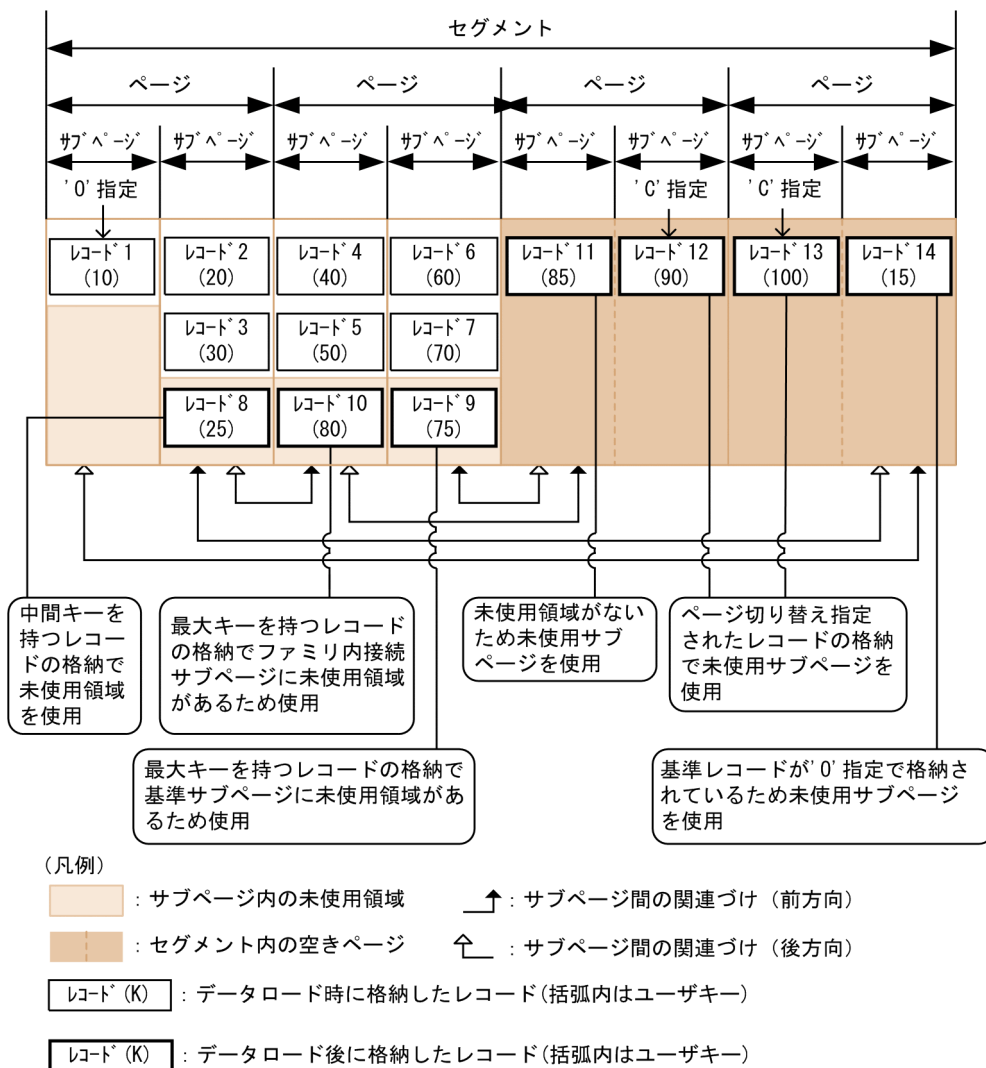 セグメント
ページ ページ ページ ページ
サブページ サブページ サブページ サブページ サブページ サブページ サブページ サブページ
'O'指定 'C'指定 'C'指定
レコード1 レコード2 レコード4 レコード6 レコード11 レコード12 レコード13 レコード14
(10) (20) (40) (60) (85) (90) (100) (15)
レコード3 レコード5 レコード7
(30) (50) (70)
レコード8 レコード10 レコード9
(25) (80) (75)
中間キーを
持つレコー
ドの格納で
未使用領域
を使用
最大キーを持つレコード
の格納でファミリ内接続
サブページに未使用領域
があるため使用
未使用領域がない
ため未使用サブ
ページを使用
ページ切り替え指定
されたレコードの格納
で未使用サブページを
使用
最大キーを持つレコードの格納で
基準サブページに未使用領域があ
るため使用
基準レコードが'O'指定で格納さ
れているため未使用サブページ
を使用
(凡例)
:サブページ内の未使用領域 :サブページ間の関連づけ(前方向)
:セグメント内の空きページ :サブページ間の関連づけ(後方向)
レコード(K) :データロード時に格納したレコード(括弧内はユーザキー)
レコード(K) :データロード後に格納したレコード(括弧内はユーザキー)